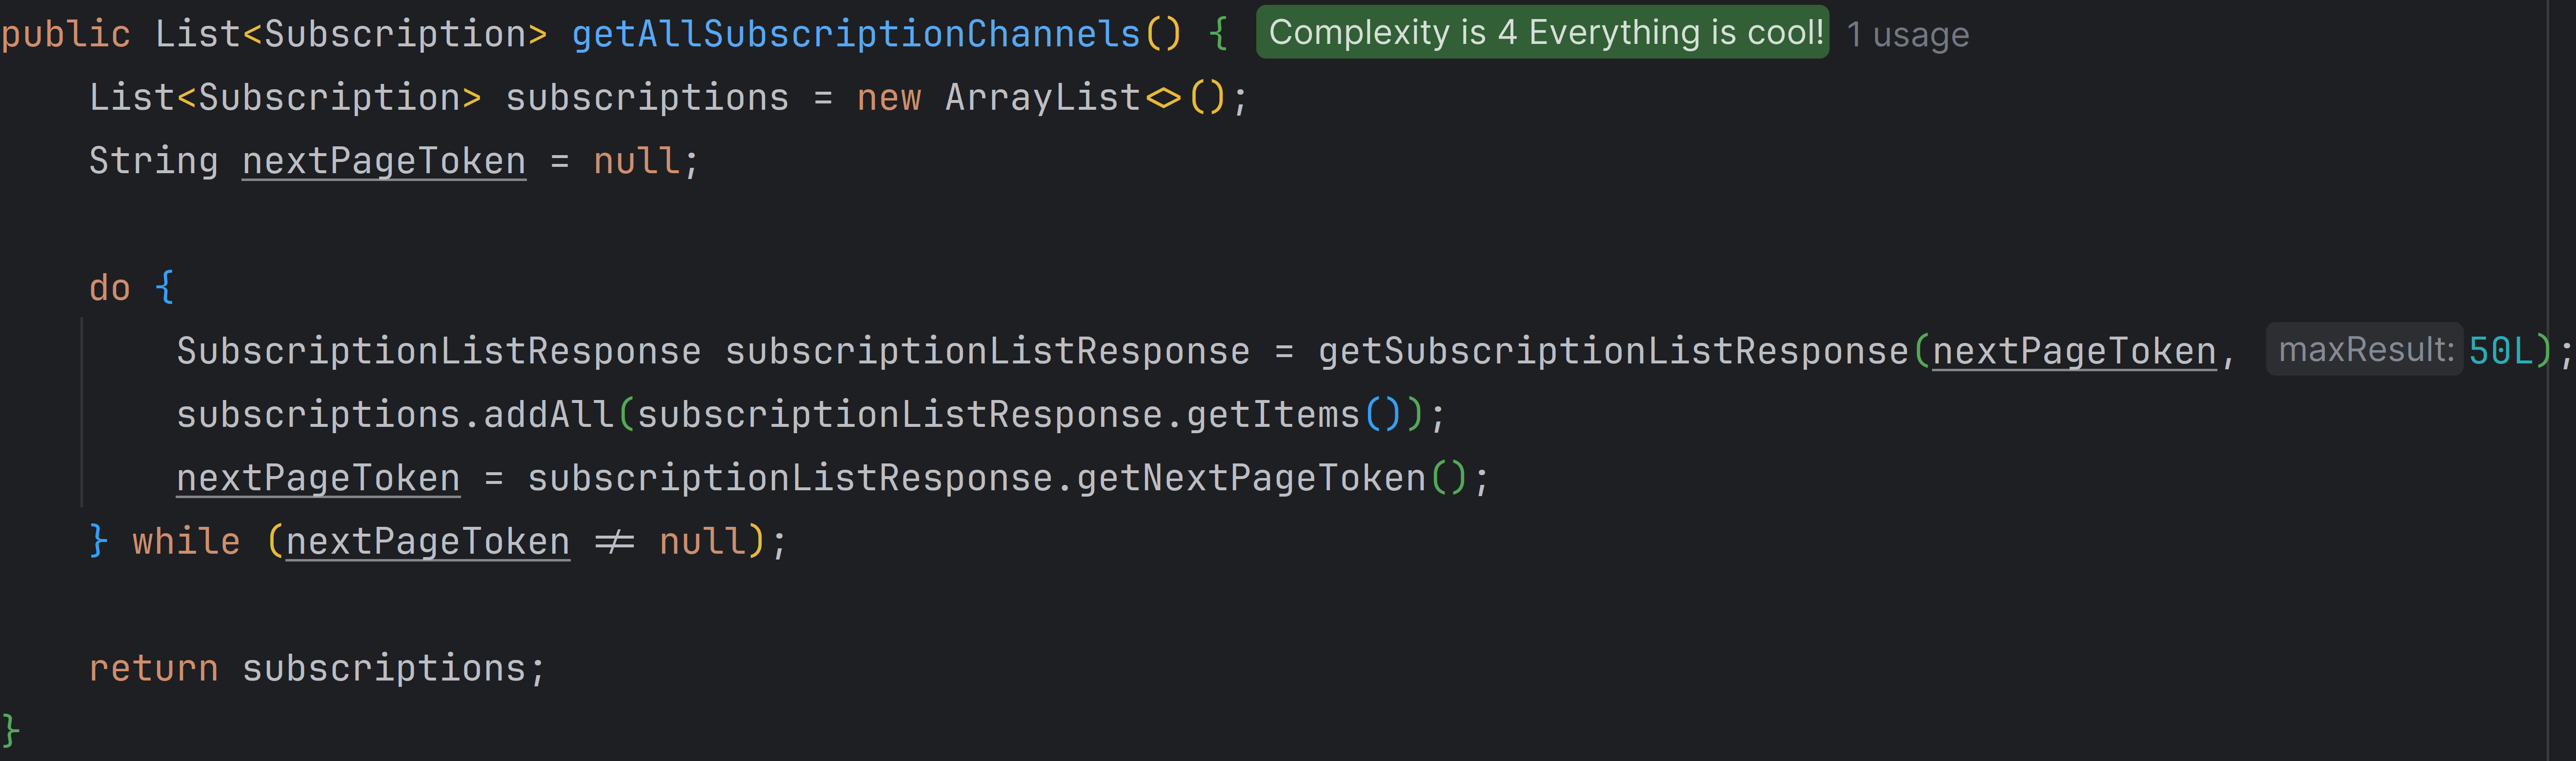 public List<Subscription> getAllSubscriptionChannels() { Complexity is 4 Everything is cool! 1 usage
    List<Subscription> subscriptions = new ArrayList<>();
    String nextPageToken = null;

    do {
        SubscriptionListResponse subscriptionListResponse = getSubscriptionListResponse(nextPageToken, maxResult: 50L);
        subscriptions.addAll(subscriptionListResponse.getItems());
        nextPageToken = subscriptionListResponse.getNextPageToken();
    } while (nextPageToken != null);

    return subscriptions;
}